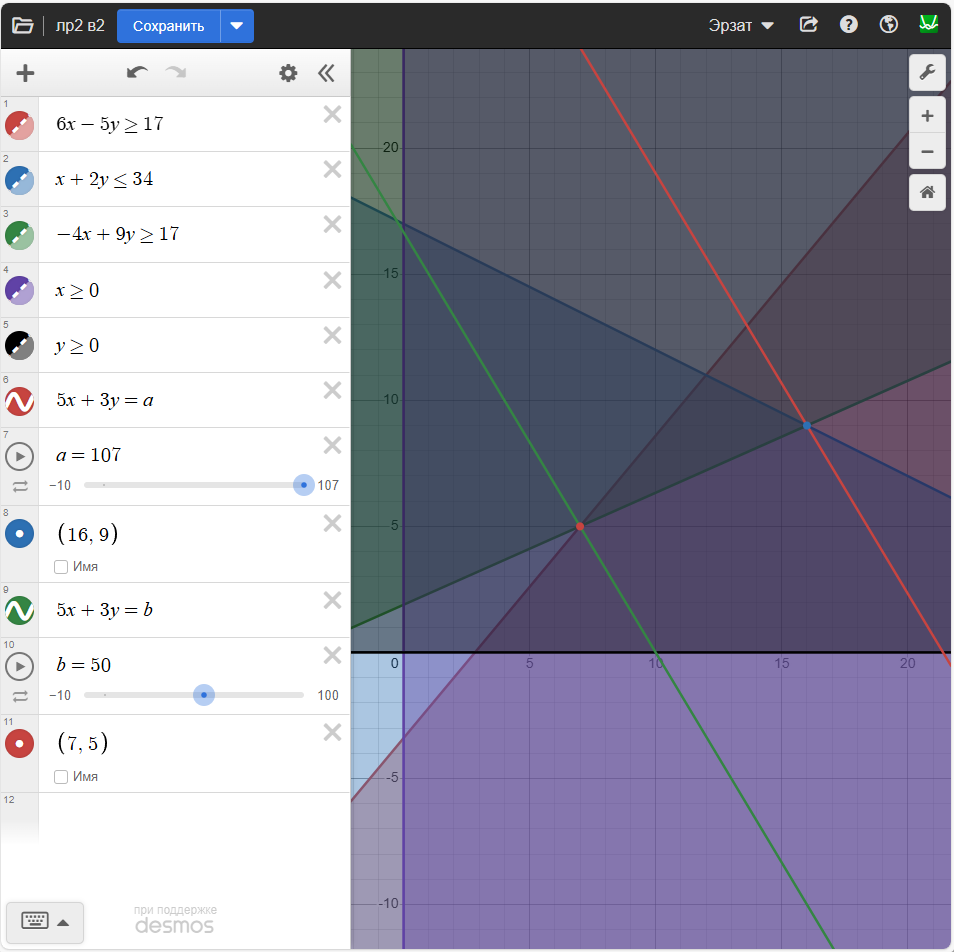 лр2 в2
Сохранить
Эрзат
1
6x − 5y ≥ 17
2
x + 2y ≤ 34
3
−4x + 9y ≥ 17
4
x ≥ 0
5
y ≥ 0
6
5x + 3y = a
7
a = 107
−10
107
8
(16, 9)
Имя
9
5x + 3y = b
10
b = 50
−10
100
11
(7, 5)
Имя
12
при поддержке
desmos
20
15
10
5
0
5
10
15
20
-5
-10